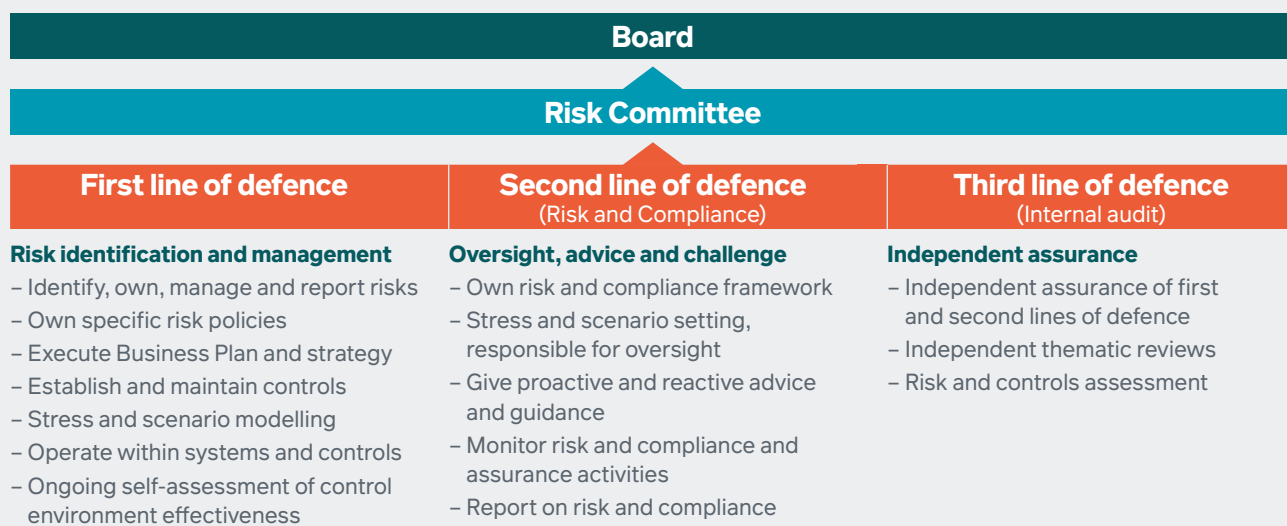 Board
Risk Committee
First line of defence
Second line of defence
(Risk and Compliance)
Third line of defence
(Internal audit)
Risk identification and management
– Identify, own, manage and report risks
– Own specific risk policies
– Execute Business Plan and strategy
– Establish and maintain controls
– Stress and scenario modelling
– Operate within systems and controls
– Ongoing self-assessment of control
environment effectiveness
Oversight, advice and challenge
– Own risk and compliance framework
– Stress and scenario setting,
responsible for oversight
– Give proactive and reactive advice
and guidance
– Monitor risk and compliance and
assurance activities
– Report on risk and compliance
Independent assurance
– Independent assurance of first
and second lines of defence
– Independent thematic reviews
– Risk and controls assessment